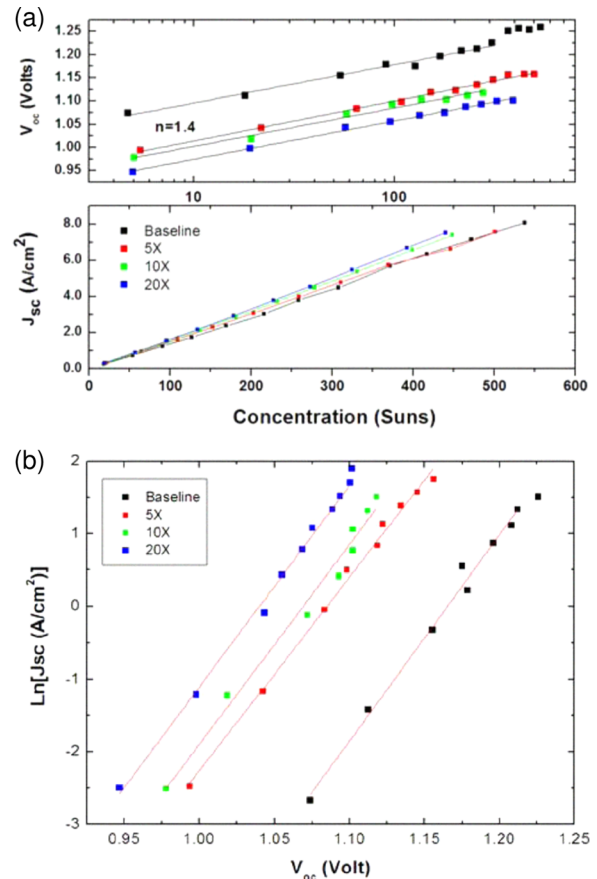 (a)
1.25
1.20
1.15
1.10
1.05
1.00
0.95
Voc (Volts)
n=1.4
10
100
8.0
6.0
4.0
2.0
0.0
JSC (A/cm²)
Baseline
5X
10X
20X
0
100
200
300
400
500
600
Concentration (Suns)
(b)
2
1
0
-1
-2
-3
Ln[Jsc (A/cm²)]
Baseline
5X
10X
20X
0.95
1.00
1.05
1.10
1.15
1.20
1.25
Voc (Volt)